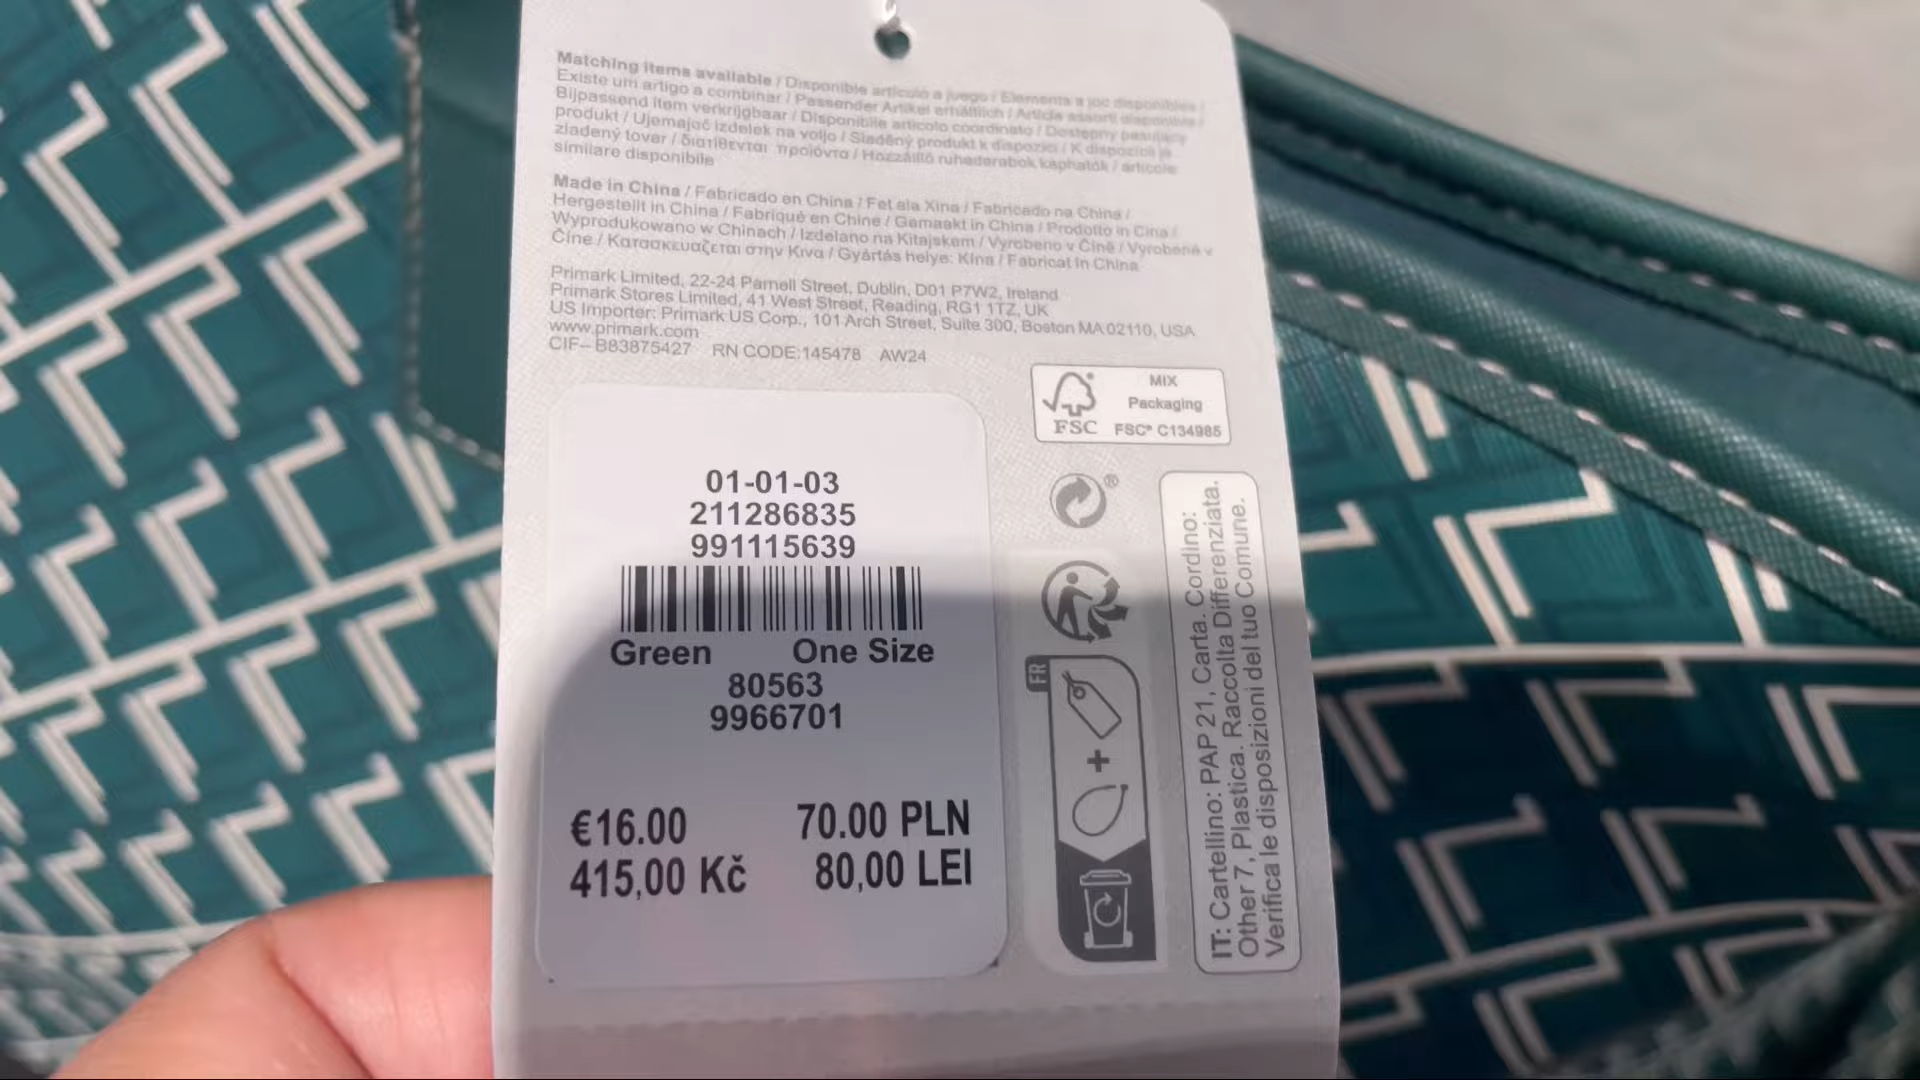 Matching items available / Disponible artículo a juego / Elements a joc disponibles /
Existe um artigo a combinar / Passender Artikel erhältlich / Article assorti disponible /
Bijpassend item verkrijgbaar / Disponibile articolo coordinato / Dostępny pasujący
produkt / Ujemajoč izdelek na voljo / Sladěný produkt k dispozici / K dispozícii je
zladený tovar / διατίθενται προϊόντα / Hozzáillő ruhadarabok kaphatók / articole
similare disponibile
Made in China / Fabricado en China / Fet ala Xina / Fabricado na China /
Hergestellt in China / Fabriqué en Chine / Gemaakt in China / Prodotto in Cina /
Wyprodukowano w Chinach / Izdelano na Kitajskem / Vyrobeno v Číně / Vyrobené v
Číne / Κατασκευαζεται στην Κινα / Gyártás helye: Kína / Fabricat în China
Primark Limited, 22-24 Parnell Street, Dublin, D01 P7W2, Ireland
Primark Stores Limited, 41 West Street, Reading, RG1 1TZ, UK
US Importer: Primark US Corp., 101 Arch Street, Suite 300, Boston MA 02110, USA
www.primark.com
CIF– B83875427 RN CODE:145478 AW24
MIX
Packaging
FSC FSC® C134985
01-01-03
211286835
991115639
Green One Size
80563
9966701
€16.00 70.00 PLN
415,00 Kč 80,00 LEI
®
FR
+
IT: Cartellino: PAP 21, Carta. Cordino:
Other 7, Plastica. Raccolta Differenziata.
Verifica le disposizioni del tuo Comune.